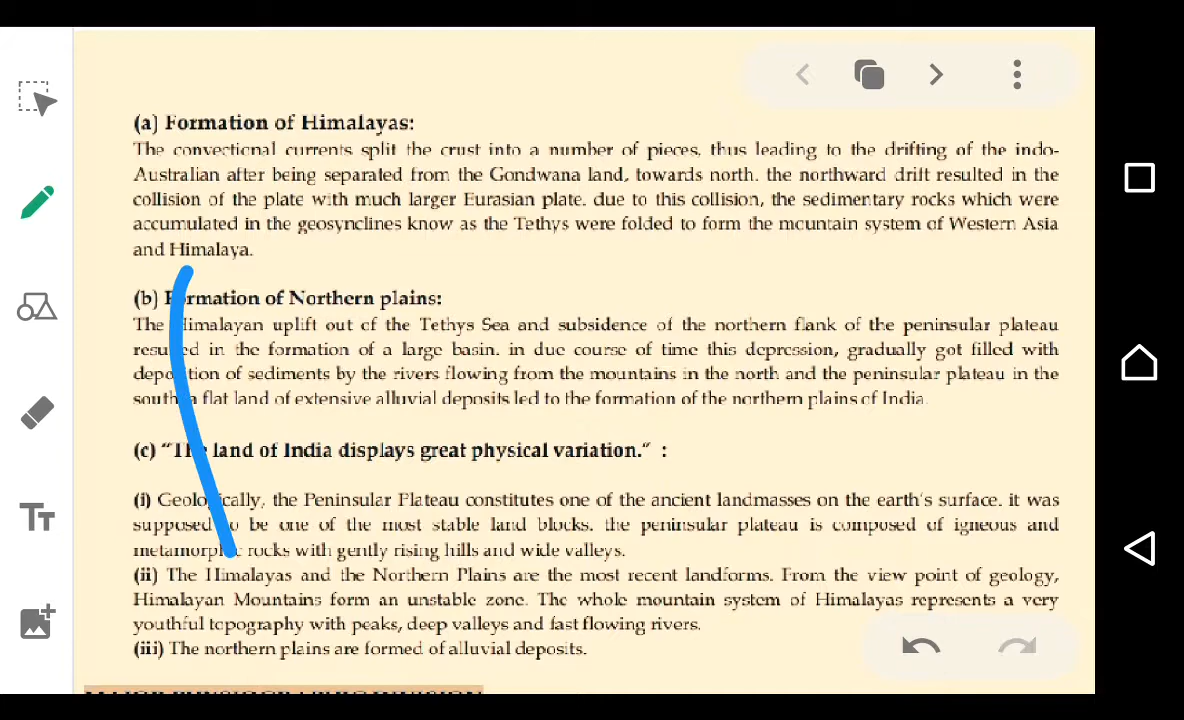 (a) Formation of Himalayas:
The convectional currents split the crust into a number of pieces, thus leading to the drifting of the indo-
Australian after being separated from the Gondwana land, towards north. the northward drift resulted in the
collision of the plate with much larger Eurasian plate. due to this collision, the sedimentary rocks which were
accumulated in the geosynclines know as the Tethys were folded to form the mountain system of Western Asia
and Himalaya.
(b) Formation of Northern plains:
The Himalayan uplift out of the Tethys Sea and subsidence of the northern flank of the peninsular plateau
resulted in the formation of a large basin. in due course of time this depression, gradually got filled with
deposition of sediments by the rivers flowing from the mountains in the north and the peninsular plateau in the
south a flat land of extensive alluvial deposits led to the formation of the northern plains of India.
(c) “The land of India displays great physical variation.” :
(i) Geologically, the Peninsular Plateau constitutes one of the ancient landmasses on the earth's surface. it was
supposed to be one of the most stable land blocks. the peninsular plateau is composed of igneous and
metamorphic rocks with gently rising hills and wide valleys.
(ii) The Himalayas and the Northern Plains are the most recent landforms. From the view point of geology,
Himalayan Mountains form an unstable zone. The whole mountain system of Himalayas represents a very
youthful topography with peaks, deep valleys and fast flowing rivers.
(iii) The northern plains are formed of alluvial deposits.
TT